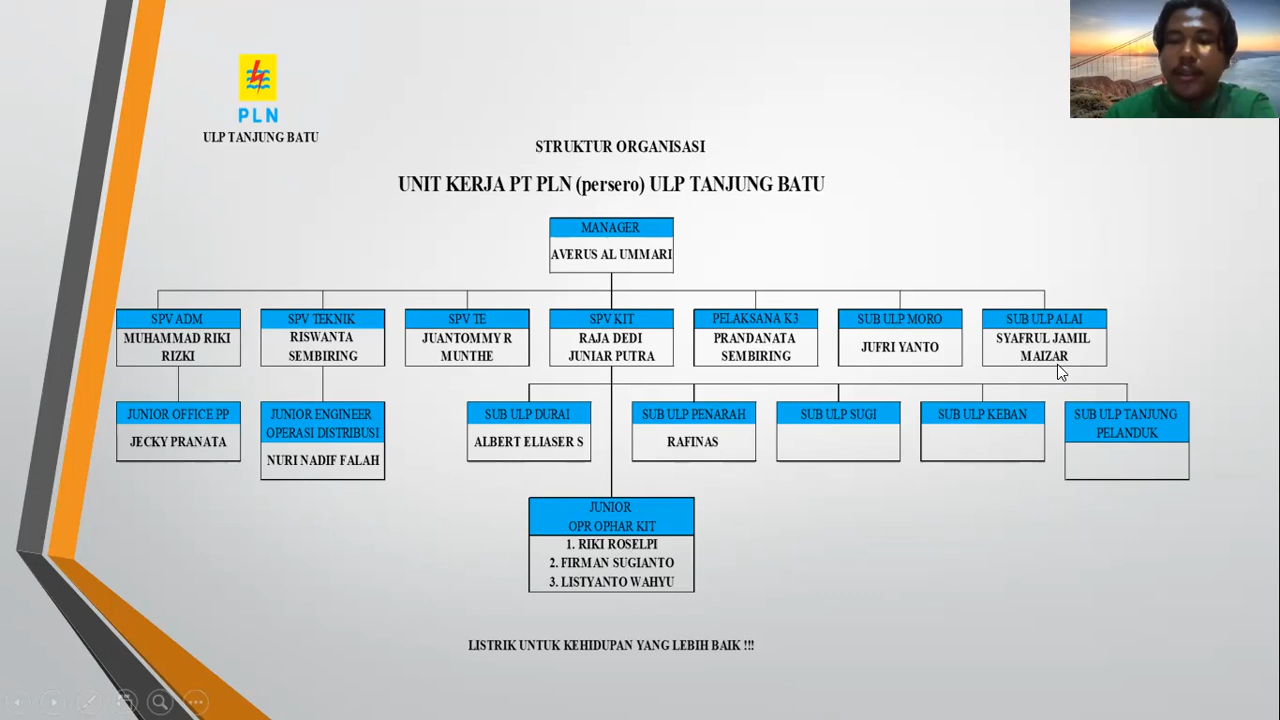 PLN
ULP TANJUNG BATU
STRUKTUR ORGANISASI
UNIT KERJA PT PLN (persero) ULP TANJUNG BATU
MANAGER
AVERUS AL UMMARI
SPV ADM
MUHAMMAD RIKI
RIZKI
SPV TEKNIK
RISWANTA
SEMBIRING
SPV TE
JUANTOMMY R
MUNTHE
SPV KIT
RAJA DEDI
JUNIAR PUTRA
PELAKSANA K3
PRANDANATA
SEMBIRING
SUB ULP MORO
JUFRI YANTO
SUB ULP ALAI
SYAFRUL JAMIL
MAIZAR
JUNIOR OFFICE PP
JECKY PRANATA
JUNIOR ENGINEER
OPERASI DISTRIBUSI
NURI NADIF FALAH
SUB ULP DURAI
ALBERT ELIASER S
SUB ULP PENARAH
RAFINAS
SUB ULP SUGI
SUB ULP KEBAN
SUB ULP TANJUNG
PELANDUK
JUNIOR
OPR OPHAR KIT
1. RIKI ROSELPI
2. FIRMAN SUGIANTO
3. LISTYANTO WAHYU
LISTRIK UNTUK KEHIDUPAN YANG LEBIH BAIK !!!